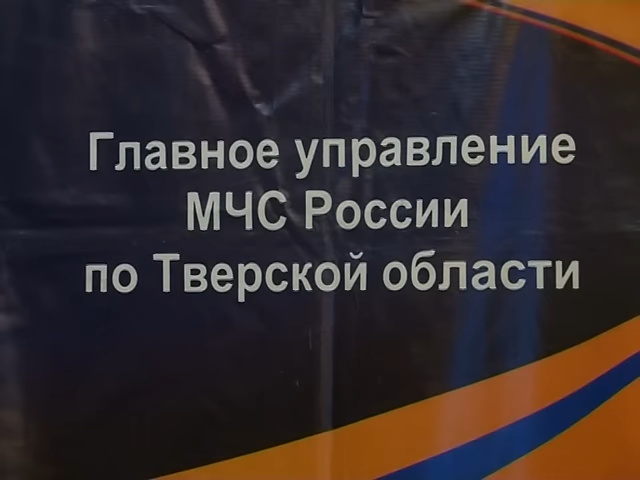 Главное управление
МЧС России
по Тверской области